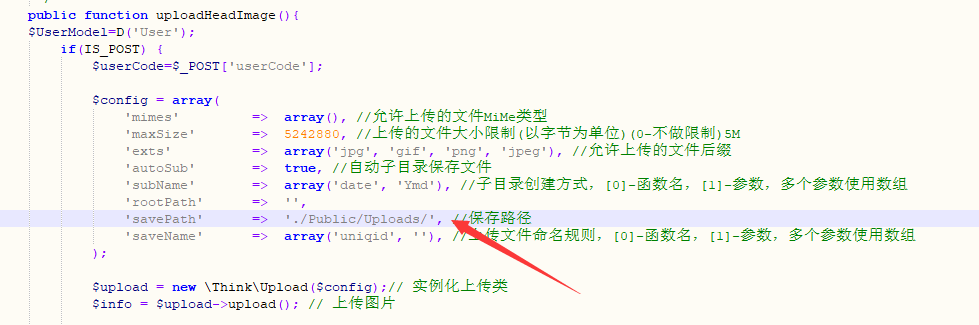 public function uploadHeadImage(){
$UserModel=D('User');
if(IS_POST) {
$userCode=$_POST['userCode'];
$config = array(
'mimes' => array(), //允许上传的文件MiMe类型
'maxSize' => 5242880, //上传的文件大小限制(以字节为单位)(0-不做限制)5M
'exts' => array('jpg', 'gif', 'png', 'jpeg'), //允许上传的文件后缀
'autoSub' => true, //自动子目录保存文件
'subName' => array('date', 'Ymd'), //子目录创建方式，[0]-函数名，[1]-参数，多个参数使用数组
'rootPath' => '',
'savePath' => './Public/Uploads/', //保存路径
'saveName' => array('uniqid', ''), //上传文件命名规则，[0]-函数名，[1]-参数，多个参数使用数组
);
$upload = new \Think\Upload($config);// 实例化上传类
$info = $upload->upload(); // 上传图片